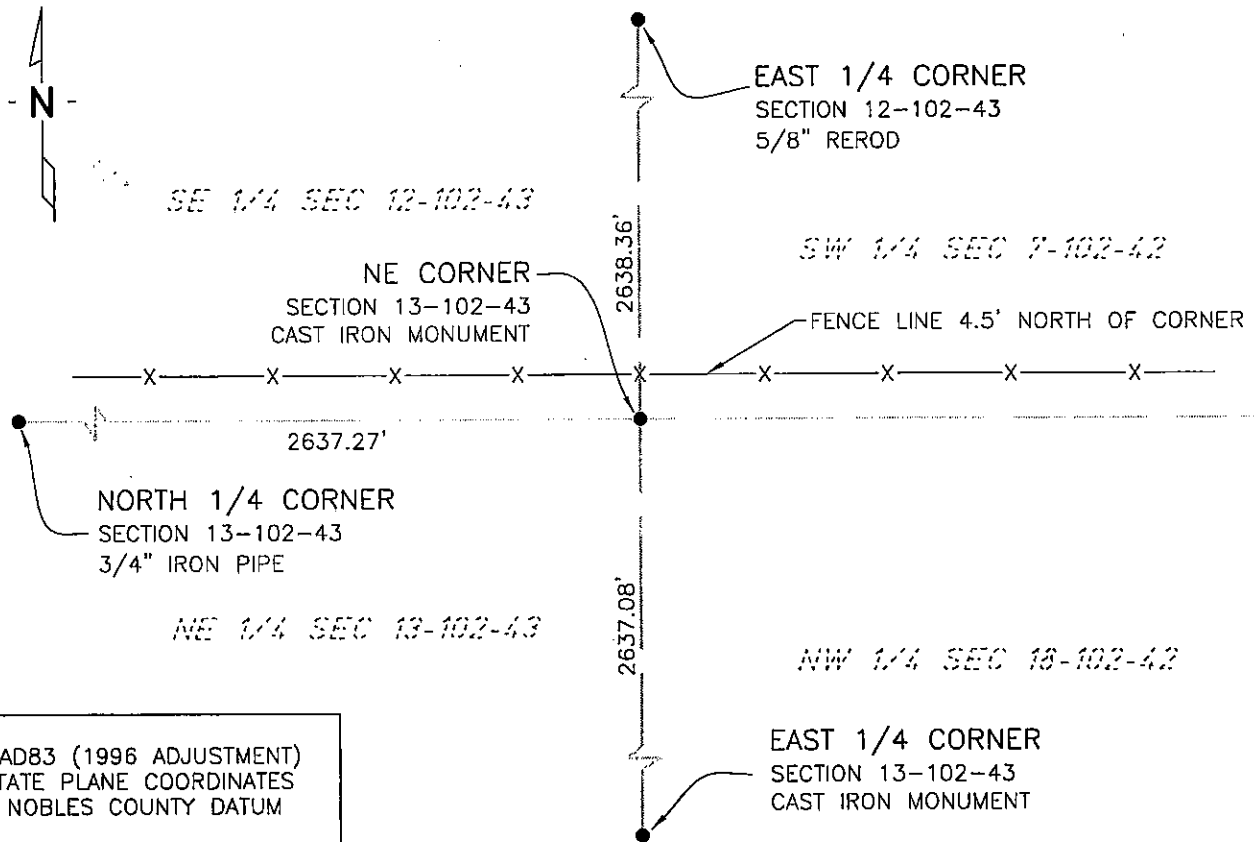 N
EAST 1/4 CORNER
SECTION 12-102-43
5/8" REROD
SE 1/4 SEC 12-102-43
SW 1/4 SEC 7-102-42
2638.36'
NE CORNER
SECTION 13-102-43
CAST IRON MONUMENT
FENCE LINE 4.5' NORTH OF CORNER
X X X X X X X X X
2637.27'
NORTH 1/4 CORNER
SECTION 13-102-43
3/4" IRON PIPE
2637.08'
NE 1/4 SEC 13-102-43
NW 1/4 SEC 18-102-42
AD83 (1996 ADJUSTMENT)
TATE PLANE COORDINATES
NOBLES COUNTY DATUM
EAST 1/4 CORNER
SECTION 13-102-43
CAST IRON MONUMENT